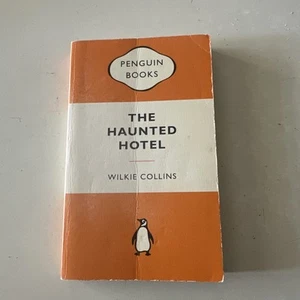 PENGUIN
BOOKS
THE
HAUNTED
HOTEL
WILKIE COLLINS